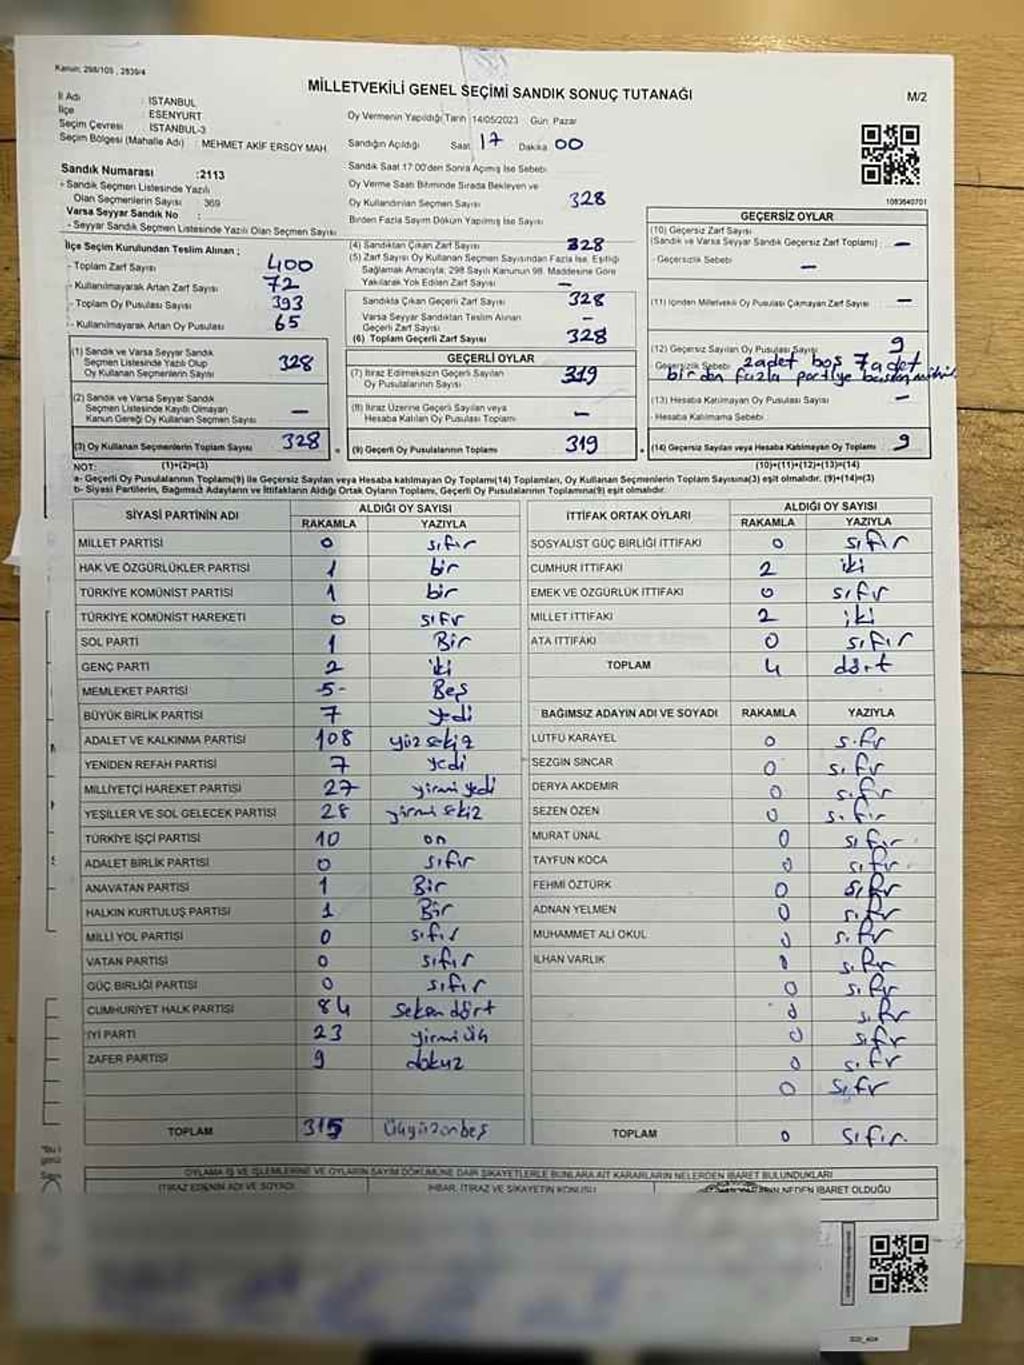 Kanun: 298/105 , 2839/4
MİLLETVEKİLİ GENEL SEÇİMİ SANDIK SONUÇ TUTANAĞI
M/2
İl Adı : İSTANBUL
İlçe : ESENYURT
Seçim Çevresi : İSTANBUL-3
Seçim Bölgesi (Mahalle Adı) : MEHMET AKİF ERSOY MAH.
Oy Vermenin Yapıldığı Tarih 14/05/2023 Gün: Pazar
Sandığın Açıldığı Saat 17 Dakika 00
Sandık Saat 17:00'den Sonra Açılmış İse Sebebi
Sandık Numarası :2113
- Sandık Seçmen Listesinde Yazılı
Olan Seçmenlerin Sayısı : 369
Varsa Seyyar Sandık No :
- Seyyar Sandık Seçmen Listesinde Yazılı Olan Seçmen Sayısı
Oy Verme Saati Bitiminde Sırada Bekleyen ve
Oy Kullandırılan Seçmen Sayısı 328
Birden Fazla Sayım Döküm Yapılmış İse Sayısı
1083640701
İlçe Seçim Kurulundan Teslim Alınan ;
- Toplam Zarf Sayısı 400
- Kullanılmayarak Artan Zarf Sayısı 72
- Toplam Oy Pusulası Sayısı 393
- Kullanılmayarak Artan Oy Pusulası 65
(4) Sandıktan Çıkan Zarf Sayısı 328
(5) Zarf Sayısı Oy Kullanan Seçmen Sayısından Fazla İse, Eşitliği
Sağlamak Amacıyla; 298 Sayılı Kanunun 98. Maddesine Göre
Yakılarak Yok Edilen Zarf Sayısı —
Sandıkta Çıkan Geçerli Zarf Sayısı 328
Varsa Seyyar Sandıktan Teslim Alınan
Geçerli Zarf Sayısı –
(6) Toplam Geçerli Zarf Sayısı 328
GEÇERSİZ OYLAR
(10) Geçersiz Zarf Sayısı
(Sandık ve Varsa Seyyar Sandık Geçersiz Zarf Toplamı) —
- Geçersizlik Sebebi —
(11) İçinden Milletvekili Oy Pusulası Çıkmayan Zarf Sayısı —
(12) Geçersiz Sayılan Oy Pusulası Sayısı 9
Geçersizlik Sebebi 2 adet boş 7 adet
birden fazla partiye
(13) Hesaba Katılmayan Oy Pusulası Sayısı —
- Hesaba Katılmama Sebebi
(14) Geçersiz Sayılan veya Hesaba Katılmayan Oy Toplamı 9
(1) Sandık ve Varsa Seyyar Sandık
Seçmen Listesinde Yazılı Olup
Oy Kullanan Seçmenlerin Sayısı 328
(2) Sandık ve Varsa Seyyar Sandık
Seçmen Listesinde Kayıtlı Olmayan
Kanun Gereği Oy Kullanan Seçmen Sayısı —
(3) Oy Kullanan Seçmenlerin Toplam Sayısı 328
GEÇERLİ OYLAR
(7) İtiraz Edilmeksizin Geçerli Sayılan
Oy Pusulalarının Sayısı 319
(8) İtiraz Üzerine Geçerli Sayılan veya
Hesaba Katılan Oy Pusulaları Toplamı —
(9) Geçerli Oy Pusulalarının Toplamı 319
NOT: (1)+(2)=(3) (10)+(11)+(12)+(13)=(14)
a- Geçerli Oy Pusulalarının Toplamı(9) ile Geçersiz Sayılan veya Hesaba katılmayan Oy Toplamı(14) Toplamları, Oy Kullanan Seçmenlerin Toplam Sayısına(3) eşit olmalıdır. (9)+(14)=(3)
b- Siyasi Partilerin, Bağımsız Adayların ve İttifakların Aldığı Ortak Oyların Toplamı, Geçerli Oy Pusulalarının Toplamına(9) eşit olmalıdır.
SİYASİ PARTİNİN ADI ALDIĞI OY SAYISI
RAKAMLA YAZIYLA
MİLLET PARTİSİ 0 sıfır
HAK VE ÖZGÜRLÜKLER PARTİSİ 1 bir
TÜRKİYE KOMÜNİST PARTİSİ 1 bir
TÜRKİYE KOMÜNİST HAREKETİ 0 sıfır
SOL PARTİ 1 Bir
GENÇ PARTİ 2 iki
MEMLEKET PARTİSİ -5- Beş
BÜYÜK BİRLİK PARTİSİ 7 yedi
ADALET VE KALKINMA PARTİSİ 108 yüz sekiz
YENİDEN REFAH PARTİSİ 7 yedi
MİLLİYETÇİ HAREKET PARTİSİ 27 yirmi yedi
YEŞİLLER VE SOL GELECEK PARTİSİ 28 yirmi sekiz
TÜRKİYE İŞÇİ PARTİSİ 10 on
ADALET BİRLİK PARTİSİ 0 sıfır
ANAVATAN PARTİSİ 1 Bir
HALKIN KURTULUŞ PARTİSİ 1 Bir
MİLLİ YOL PARTİSİ 0 sıfır
VATAN PARTİSİ 0 sıfır
GÜÇ BİRLİĞİ PARTİSİ 0 sıfır
CUMHURİYET HALK PARTİSİ 84 seksen dört
İYİ PARTİ 23 yirmi üç
ZAFER PARTİSİ 9 dokuz
TOPLAM 315 üçyüzonbeş
İTTİFAK ORTAK OYLARI ALDIĞI OY SAYISI
RAKAMLA YAZIYLA
SOSYALİST GÜÇ BİRLİĞİ İTTİFAKI 0 sıfır
CUMHUR İTTİFAKI 2 iki
EMEK VE ÖZGÜRLÜK İTTİFAKI 0 sıfır
MİLLET İTTİFAKI 2 iki
ATA İTTİFAKI 0 sıfır
TOPLAM 4 dört
BAĞIMSIZ ADAYIN ADI VE SOYADI RAKAMLA YAZIYLA
LÜTFÜ KARAYEL 0 sıfır
SEZGİN SİNCAR 0 sıfır
DERYA AKDEMİR 0 sıfır
SEZEN ÖZEN 0 sıfır
MURAT ÜNAL 0 sıfır
TAYFUN KOCA 0 sıfır
FEHMİ ÖZTÜRK 0 sıfır
ADNAN YELMEN 0 sıfır
MUHAMMET ALİ OKUL 0 sıfır
İLHAN VARLIK 0 sıfır
0 sıfır
0 sıfır
0 sıfır
0 sıfır
0 sıfır
TOPLAM 0 sıfır.
OYLAMA İŞ VE İŞLEMLERİNE VE OYLARIN SAYIM DÖKÜMÜNE DAİR ŞİKAYETLERLE BUNLARA AİT KARARLARIN NELERDEN İBARET BULUNDUKLARI
İTİRAZ EDENİN ADI VE SOYADI İHBAR, İTİRAZ VE ŞİKAYETİN KONUSU NEDEN İBARET OLDUĞU